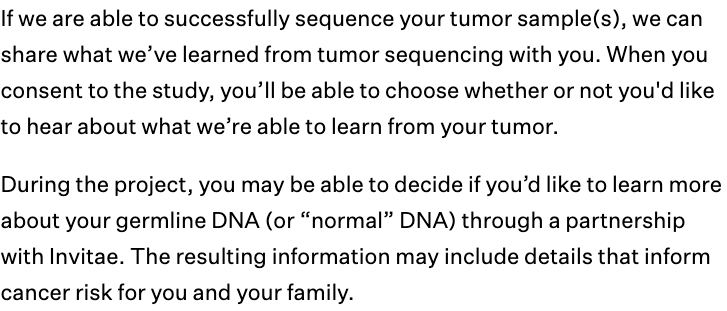 If we are able to successfully sequence your tumor sample(s), we can
share what we’ve learned from tumor sequencing with you. When you
consent to the study, you’ll be able to choose whether or not you'd like
to hear about what we’re able to learn from your tumor.
During the project, you may be able to decide if you’d like to learn more
about your germline DNA (or “normal” DNA) through a partnership
with Invitae. The resulting information may include details that inform
cancer risk for you and your family.